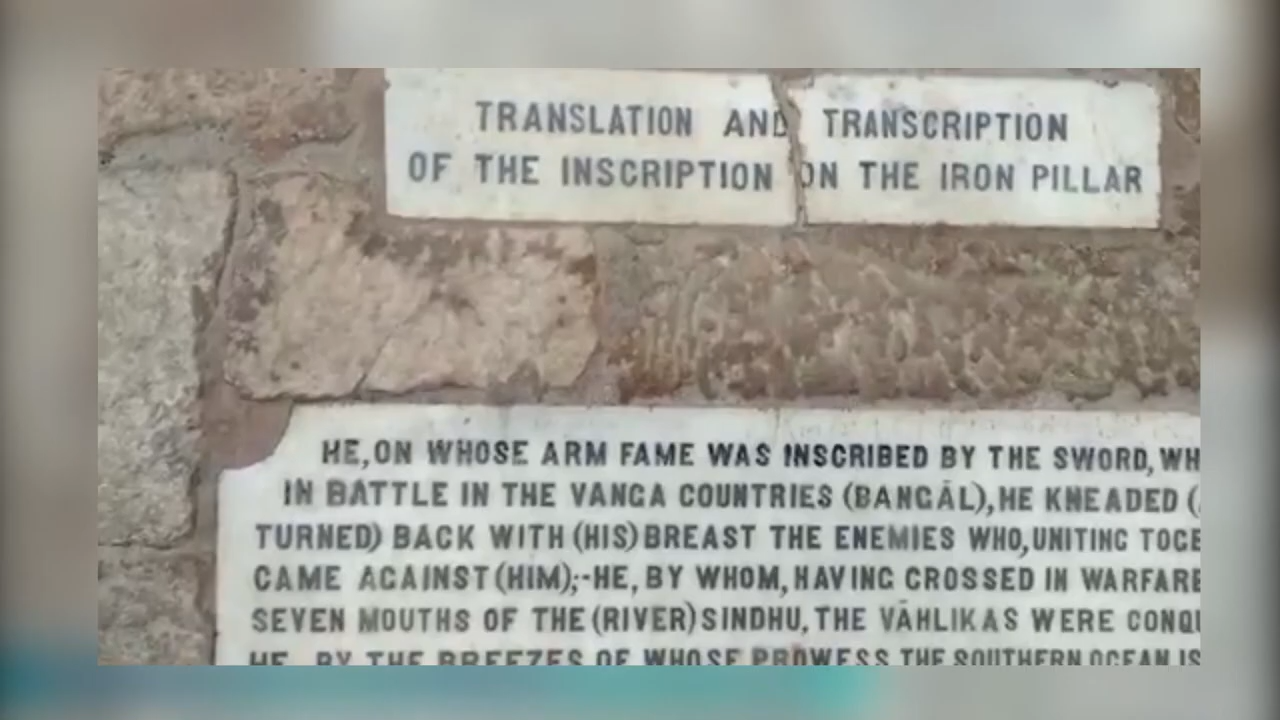 TRANSLATION AND TRANSCRIPTION
OF THE INSCRIPTION ON THE IRON PILLAR
HE, ON WHOSE ARM FAME WAS INSCRIBED BY THE SWORD, WH
IN BATTLE IN THE VANGA COUNTRIES (BANGĀL), HE KNEADED (
TURNED) BACK WITH (HIS) BREAST THE ENEMIES WHO, UNITING TOGE
CAME AGAINST (HIM);-HE, BY WHOM, HAVING CROSSED IN WARFARE
SEVEN MOUTHS OF THE (RIVER) SINDHU, THE VĀHLIKAS WERE CONQU
HE, BY THE BREEZES OF WHOSE PROWESS THE SOUTHERN OCEAN IS